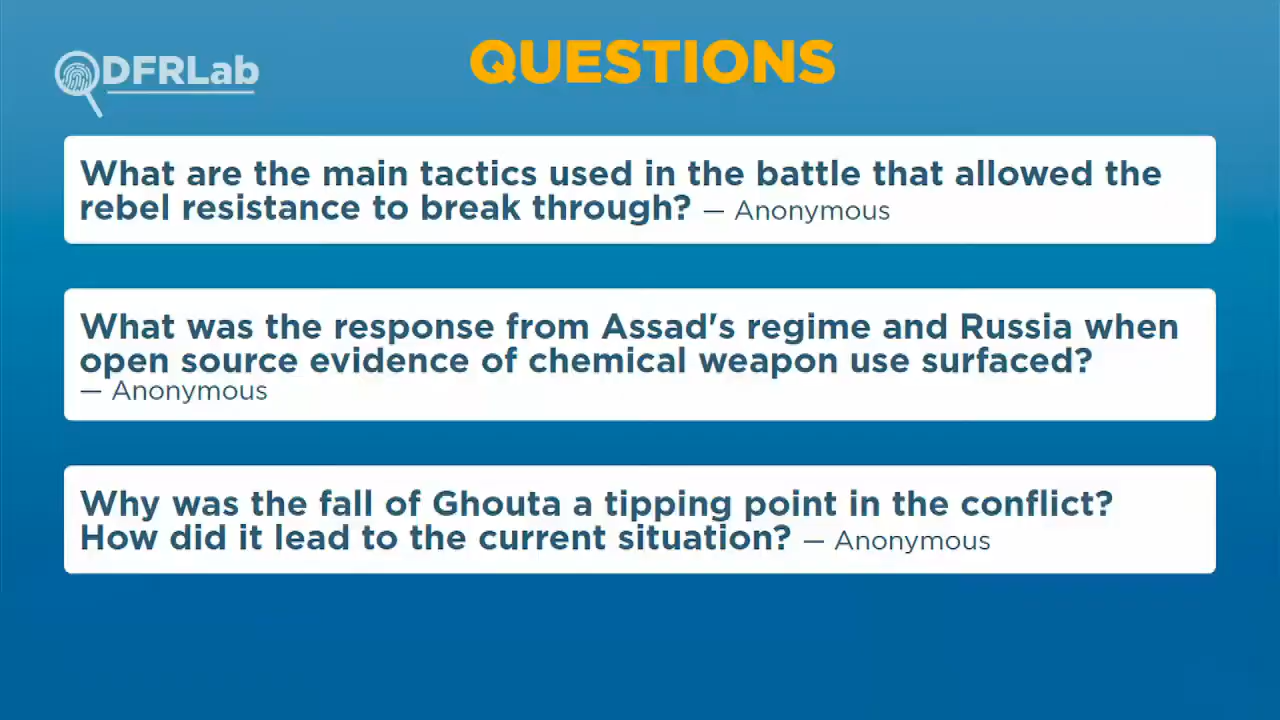 DFRLab
QUESTIONS
What are the main tactics used in the battle that allowed the
rebel resistance to break through? — Anonymous
What was the response from Assad's regime and Russia when
open source evidence of chemical weapon use surfaced?
— Anonymous
Why was the fall of Ghouta a tipping point in the conflict?
How did it lead to the current situation? — Anonymous